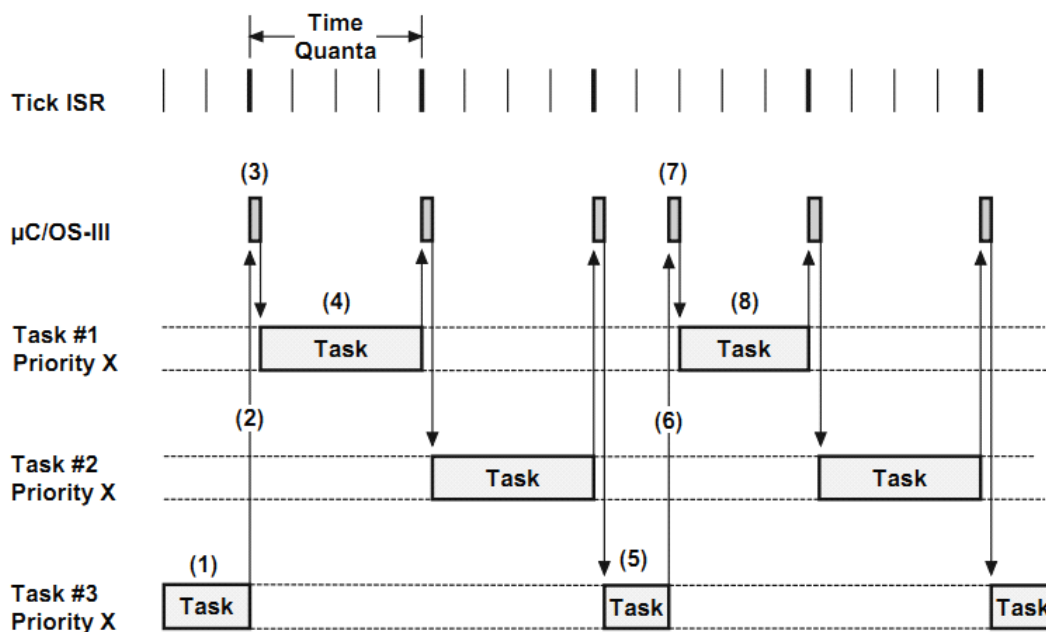 Time
Quanta
Tick ISR
(3)
(7)
µC/OS-III
(4)
(8)
Task #1
Priority X
Task
Task
(2)
(6)
Task #2
Priority X
Task
Task
(1)
(5)
Task #3
Priority X
Task
Task
Task